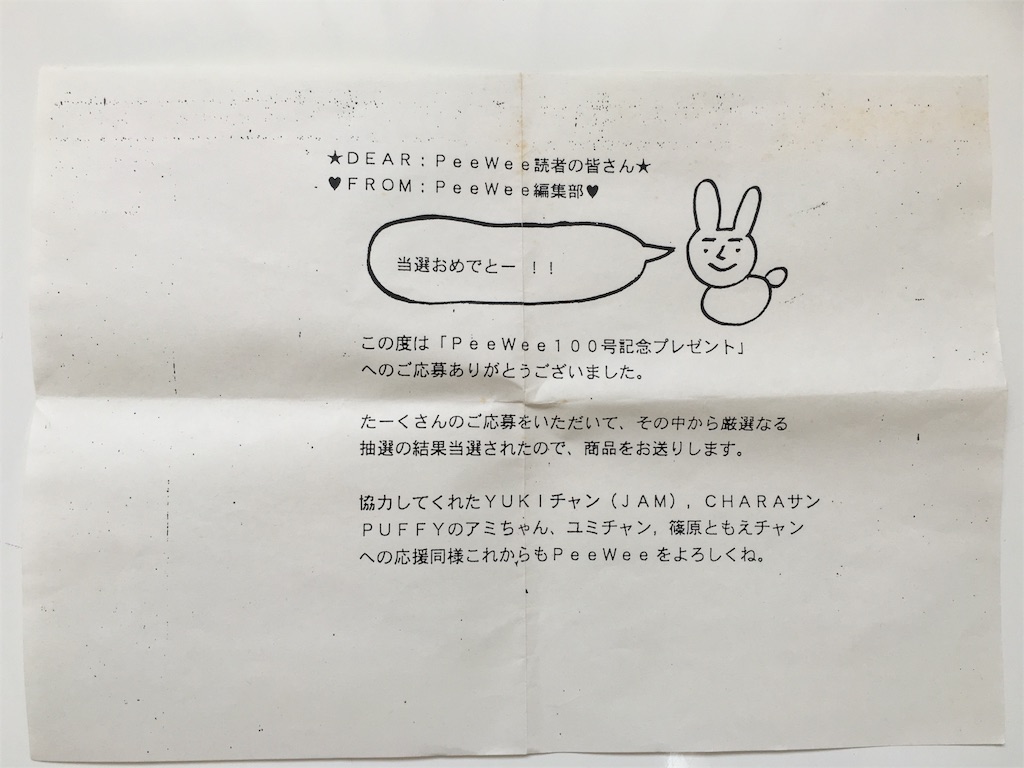 ★DEAR：PeeWee読者の皆さん★
♥FROM：PeeWee編集部♥
当選おめでとー！！
この度は「PeeWee100号記念プレゼント」
へのご応募ありがとうございました。
たーくさんのご応募をいただいて、その中から厳選なる
抽選の結果当選されたので、商品をお送りします。
協力してくれたYUKIチャン（JAM），CHARAサン
PUFFYのアミちゃん、ユミチャン，篠原ともえチャン
への応援同様これからもPeeWeeをよろしくね。